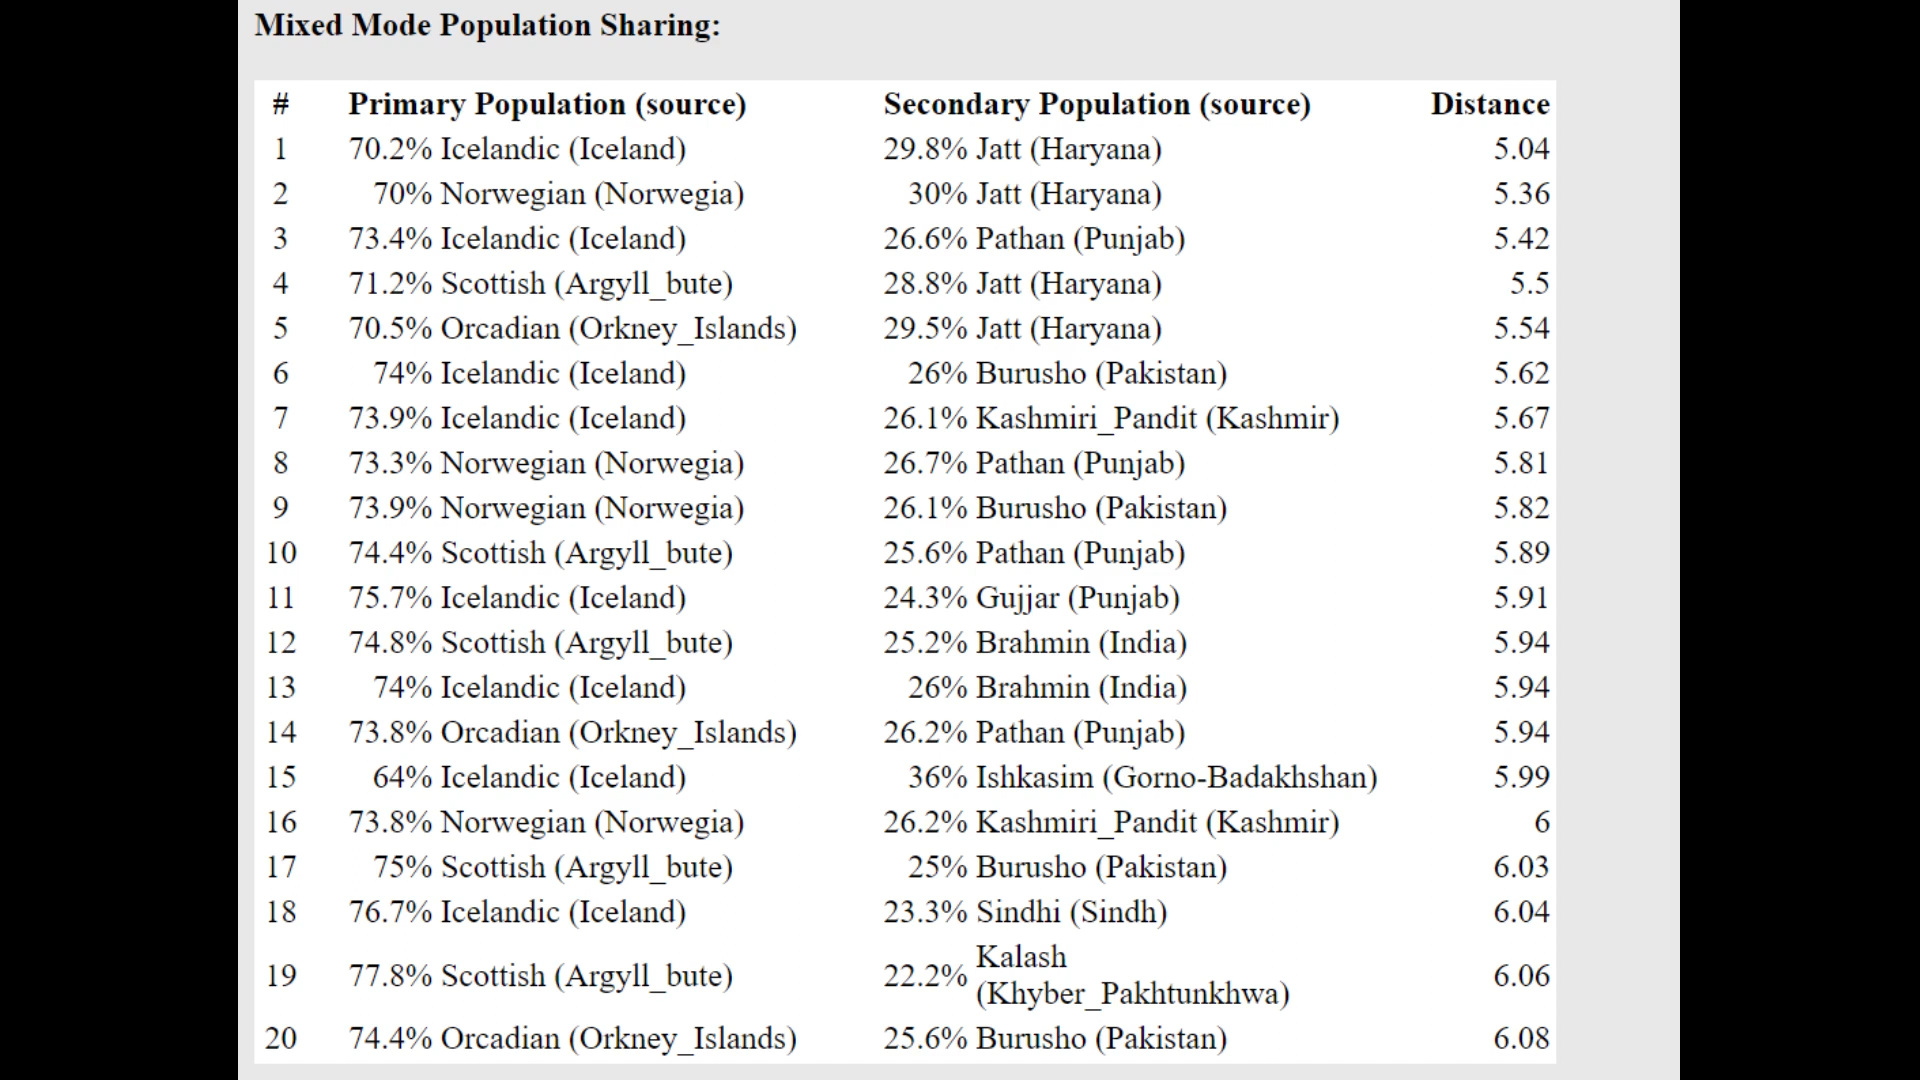 Mixed Mode Population Sharing:
# Primary Population (source) Secondary Population (source) Distance
1 70.2% Icelandic (Iceland) 29.8% Jatt (Haryana) 5.04
2 70% Norwegian (Norwegia) 30% Jatt (Haryana) 5.36
3 73.4% Icelandic (Iceland) 26.6% Pathan (Punjab) 5.42
4 71.2% Scottish (Argyll_bute) 28.8% Jatt (Haryana) 5.5
5 70.5% Orcadian (Orkney_Islands) 29.5% Jatt (Haryana) 5.54
6 74% Icelandic (Iceland) 26% Burusho (Pakistan) 5.62
7 73.9% Icelandic (Iceland) 26.1% Kashmiri_Pandit (Kashmir) 5.67
8 73.3% Norwegian (Norwegia) 26.7% Pathan (Punjab) 5.81
9 73.9% Norwegian (Norwegia) 26.1% Burusho (Pakistan) 5.82
10 74.4% Scottish (Argyll_bute) 25.6% Pathan (Punjab) 5.89
11 75.7% Icelandic (Iceland) 24.3% Gujjar (Punjab) 5.91
12 74.8% Scottish (Argyll_bute) 25.2% Brahmin (India) 5.94
13 74% Icelandic (Iceland) 26% Brahmin (India) 5.94
14 73.8% Orcadian (Orkney_Islands) 26.2% Pathan (Punjab) 5.94
15 64% Icelandic (Iceland) 36% Ishkasim (Gorno-Badakhshan) 5.99
16 73.8% Norwegian (Norwegia) 26.2% Kashmiri_Pandit (Kashmir) 6
17 75% Scottish (Argyll_bute) 25% Burusho (Pakistan) 6.03
18 76.7% Icelandic (Iceland) 23.3% Sindhi (Sindh) 6.04
19 77.8% Scottish (Argyll_bute) 22.2% Kalash
(Khyber_Pakhtunkhwa) 6.06
20 74.4% Orcadian (Orkney_Islands) 25.6% Burusho (Pakistan) 6.08